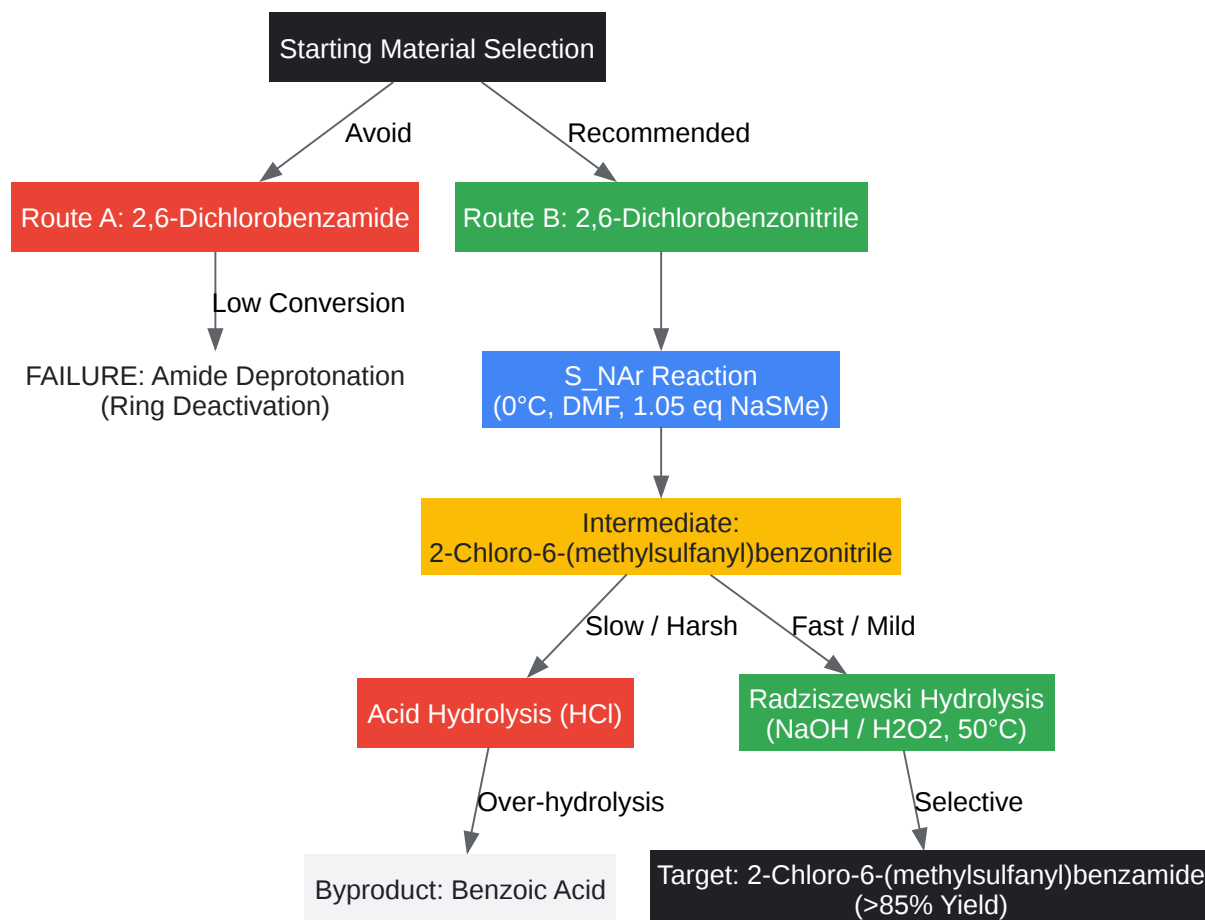 Starting Material Selection
Avoid
Recommended
Route A: 2,6-Dichlorobenzamide
Route B: 2,6-Dichlorobenzonitrile
Low Conversion
FAILURE: Amide Deprotonation
(Ring Deactivation)
S_NAr Reaction
(0°C, DMF, 1.05 eq NaSMe)
Intermediate:
2-Chloro-6-(methylsulfanyl)benzonitrile
Slow / Harsh
Fast / Mild
Acid Hydrolysis (HCl)
Radziszewski Hydrolysis
(NaOH / H2O2, 50°C)
Over-hydrolysis
Selective
Byproduct: Benzoic Acid
Target: 2-Chloro-6-(methylsulfanyl)benzamide
(>85% Yield)